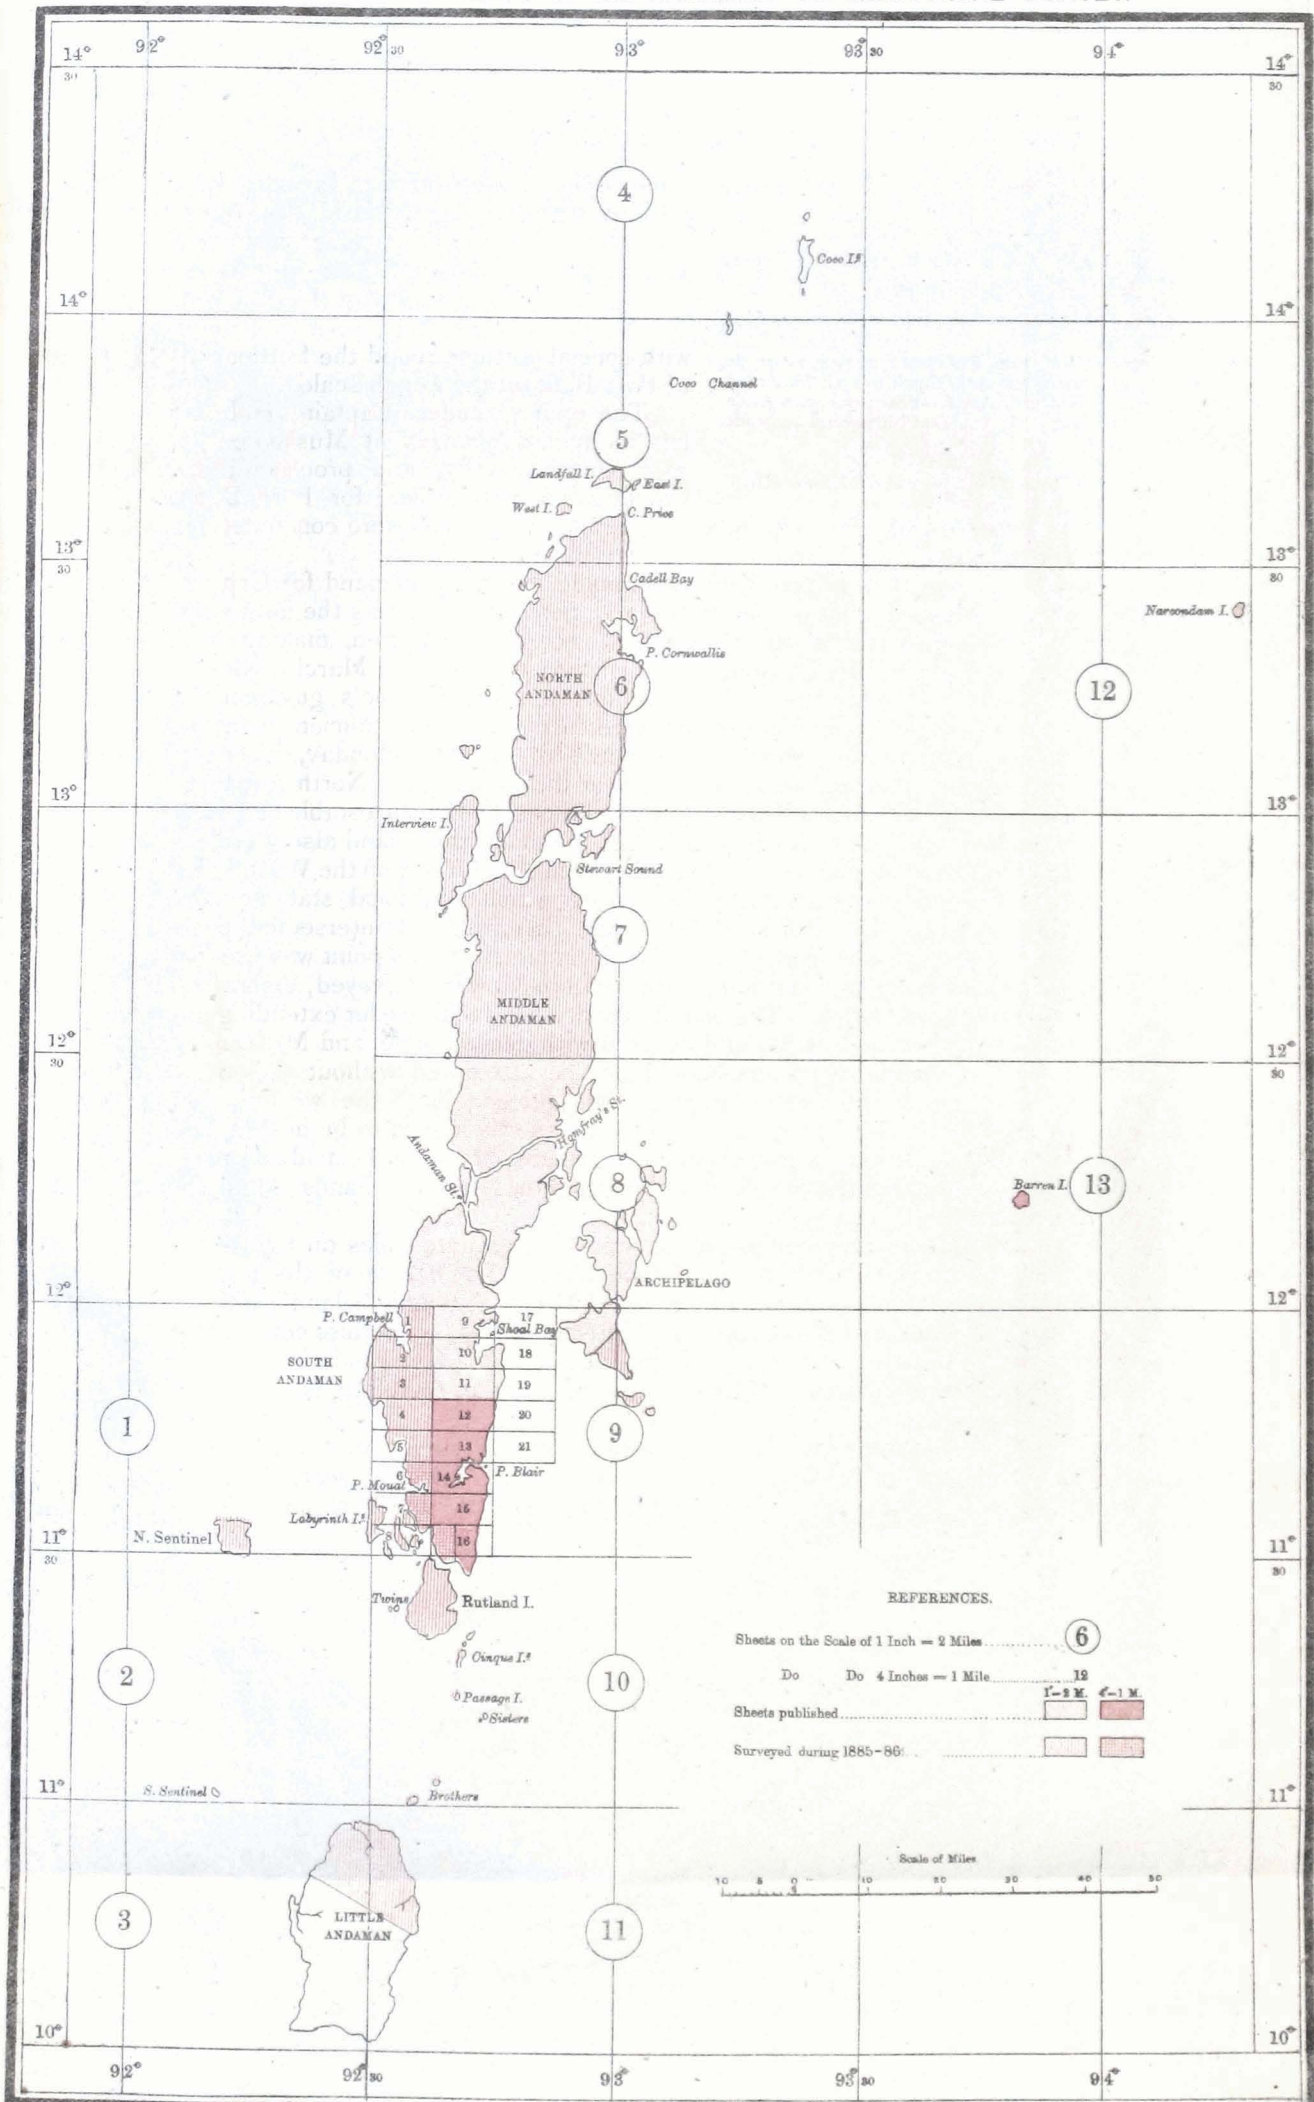 92° 92° 30 93° 93° 30 94°
14° 30
14° 30
4
Coco Is
14°
14°
Coco Channel
5
Landfall I.
East I.
West I.
C. Price
13° 30
13° 30
Cadell Bay
Narcondam I.
P. Cornwallis
NORTH
ANDAMAN
6
12
13°
13°
Interview I.
Stewart Sound
7
MIDDLE
ANDAMAN
12° 30
12° 30
Homfray's St.
Andaman St.
8
Barren I.
13
ARCHIPELAGO
12°
12°
P. Campbell
1 9 17
Shoal Bay
SOUTH
ANDAMAN
2 10 18
3 11 19
4 12 20
1
9
5 13 21
6 14
P. Blair
P. Mouat
7 15
Labyrinth Is
8 16
N. Sentinel
11° 30
11° 30
Twins
Rutland I.
Cinque Is
2
10
Passage I.
Sisters
REFERENCES.
Sheets on the Scale of 1 Inch = 2 Miles 6
Do Do 4 Inches = 1 Mile 12
1"–2 M. 4"–1 M.
Sheets published
Surveyed during 1885-86
11°
11°
S. Sentinel
Brothers
Scale of Miles
10 5 0 10 20 30 40 50
3
LITTLE
ANDAMAN
11
10°
10°
92° 92° 30 93° 93° 30 94°